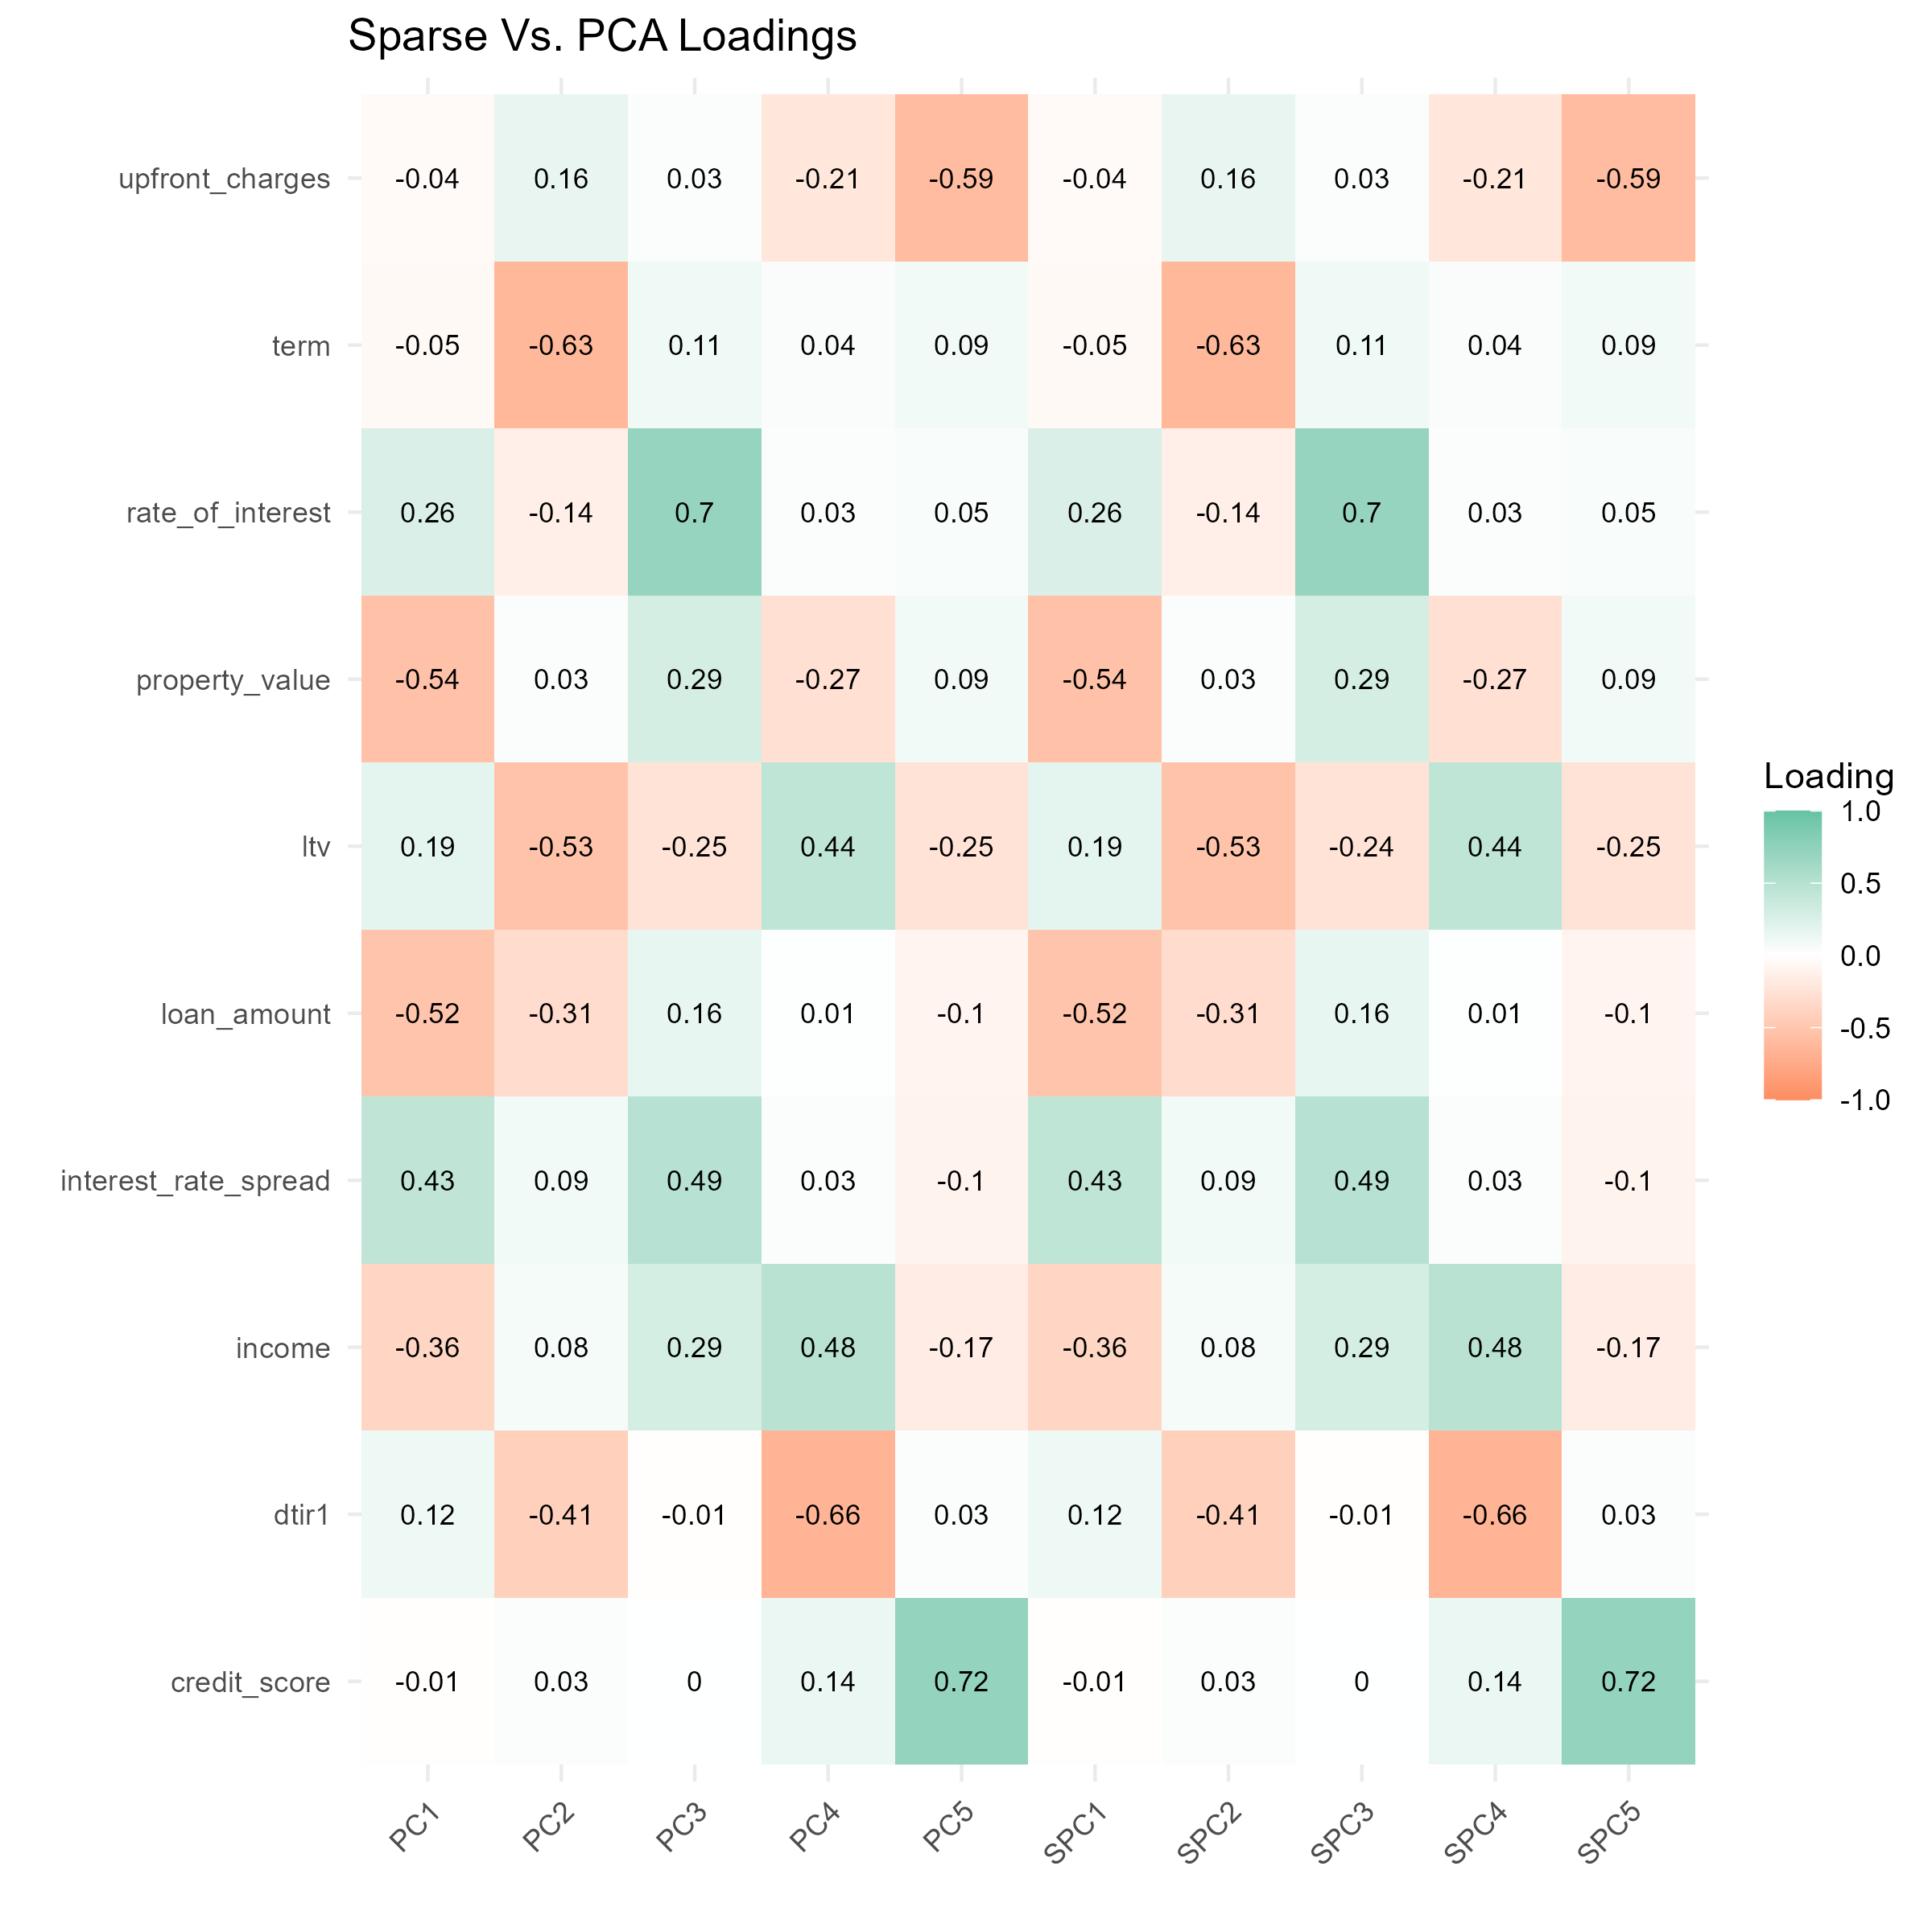 Sparse Vs. PCA Loadings
upfront_charges -0.04 0.16 0.03 -0.21 -0.59 -0.04 0.16 0.03 -0.21 -0.59
term -0.05 -0.63 0.11 0.04 0.09 -0.05 -0.63 0.11 0.04 0.09
rate_of_interest 0.26 -0.14 0.7 0.03 0.05 0.26 -0.14 0.7 0.03 0.05
property_value -0.54 0.03 0.29 -0.27 0.09 -0.54 0.03 0.29 -0.27 0.09
ltv 0.19 -0.53 -0.25 0.44 -0.25 0.19 -0.53 -0.24 0.44 -0.25
loan_amount -0.52 -0.31 0.16 0.01 -0.1 -0.52 -0.31 0.16 0.01 -0.1
interest_rate_spread 0.43 0.09 0.49 0.03 -0.1 0.43 0.09 0.49 0.03 -0.1
income -0.36 0.08 0.29 0.48 -0.17 -0.36 0.08 0.29 0.48 -0.17
dtir1 0.12 -0.41 -0.01 -0.66 0.03 0.12 -0.41 -0.01 -0.66 0.03
credit_score -0.01 0.03 0 0.14 0.72 -0.01 0.03 0 0.14 0.72
PC1 PC2 PC3 PC4 PC5 SPC1 SPC2 SPC3 SPC4 SPC5
Loading
1.0
0.5
0.0
-0.5
-1.0